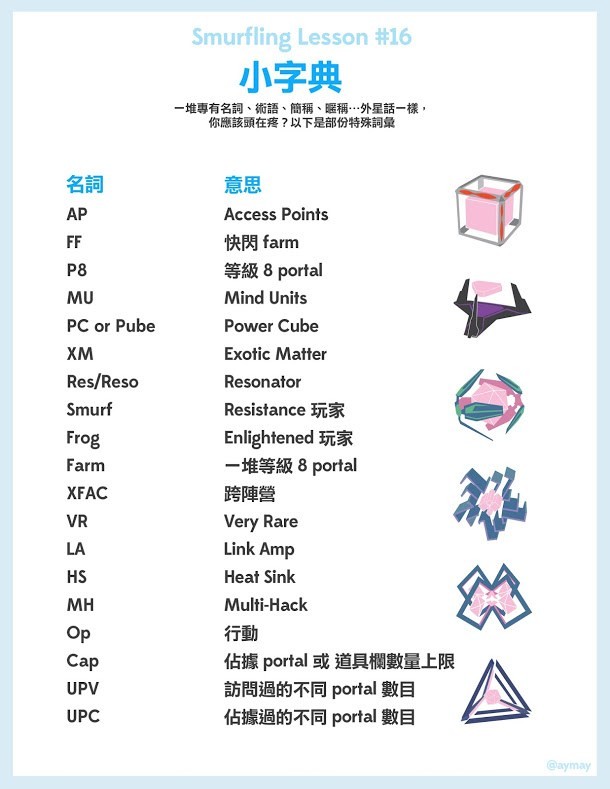 Smurfling Lesson #16
小字典
一堆專有名詞、術語、簡稱、暱稱…外星話一樣，
你應該頭在疼？以下是部份特殊詞彙
名詞 意思
AP Access Points
FF 快閃 farm
P8 等級 8 portal
MU Mind Units
PC or Pube Power Cube
XM Exotic Matter
Res/Reso Resonator
Smurf Resistance 玩家
Frog Enlightened 玩家
Farm 一堆等級 8 portal
XFAC 跨陣營
VR Very Rare
LA Link Amp
HS Heat Sink
MH Multi-Hack
Op 行動
Cap 佔據 portal 或 道具欄數量上限
UPV 訪問過的不同 portal 數目
UPC 佔據過的不同 portal 數目
@aymay